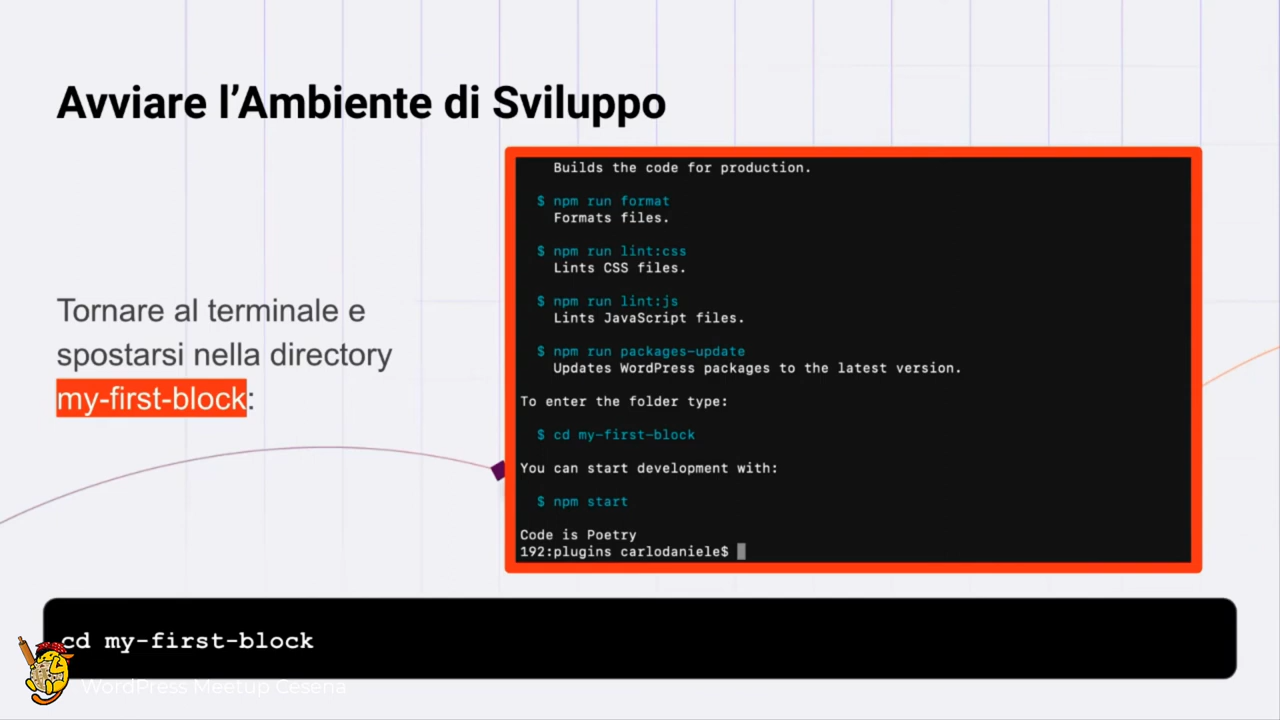 Avviare l’Ambiente di Sviluppo
Tornare al terminale e
spostarsi nella directory
my-first-block:
Builds the code for production.
$ npm run format
Formats files.
$ npm run lint:css
Lints CSS files.
$ npm run lint:js
Lints JavaScript files.
$ npm run packages-update
Updates WordPress packages to the latest version.
To enter the folder type:
$ cd my-first-block
You can start development with:
$ npm start
Code is Poetry
192:plugins carlodaniele$
cd my-first-block
WordPress Meetup Cesena